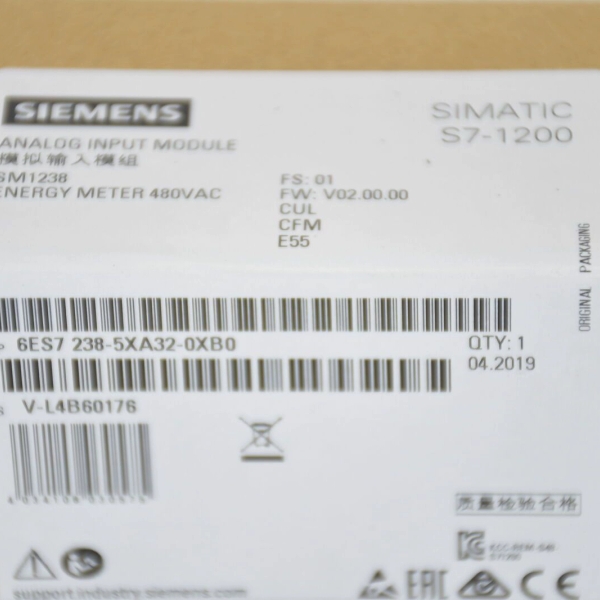 SIEMENS
SIMATIC
S7-1200
ANALOG INPUT MODULE
模拟输入模组
SM1238
ENERGY METER 480VAC
FS: 01
FW: V02.00.00
CUL
CFM
E55
ORIGINAL PACKAGING
6ES7 238-5XA32-0XB0
QTY: 1
04.2019
S V-L4B60176
质量检验合格
EAC
CE
support.industry.siemens.com